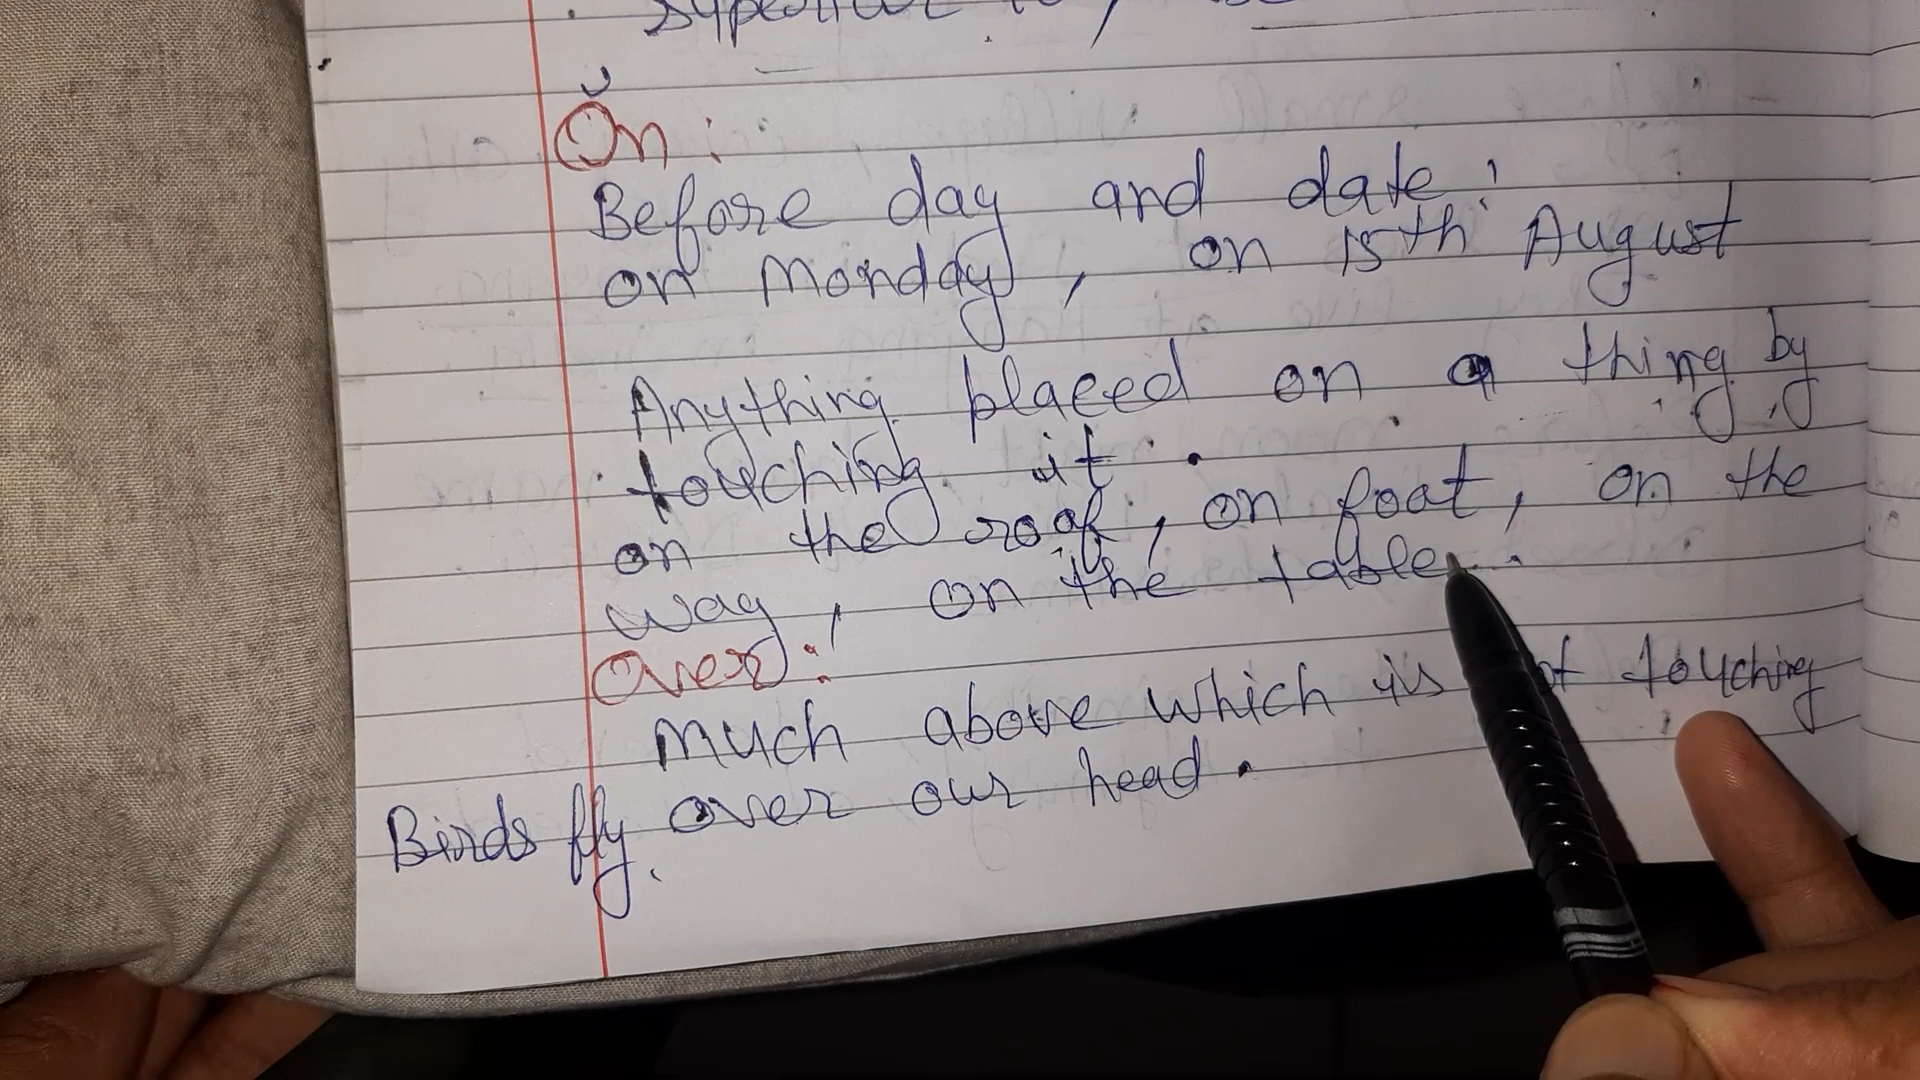 On :
Before day and date :
on Monday, on 15th August
Anything placed on a thing by
touching it .
on the roof, on foot, on the
way, on the table .
Over :
Much above which is touching
Birds fly over our head .